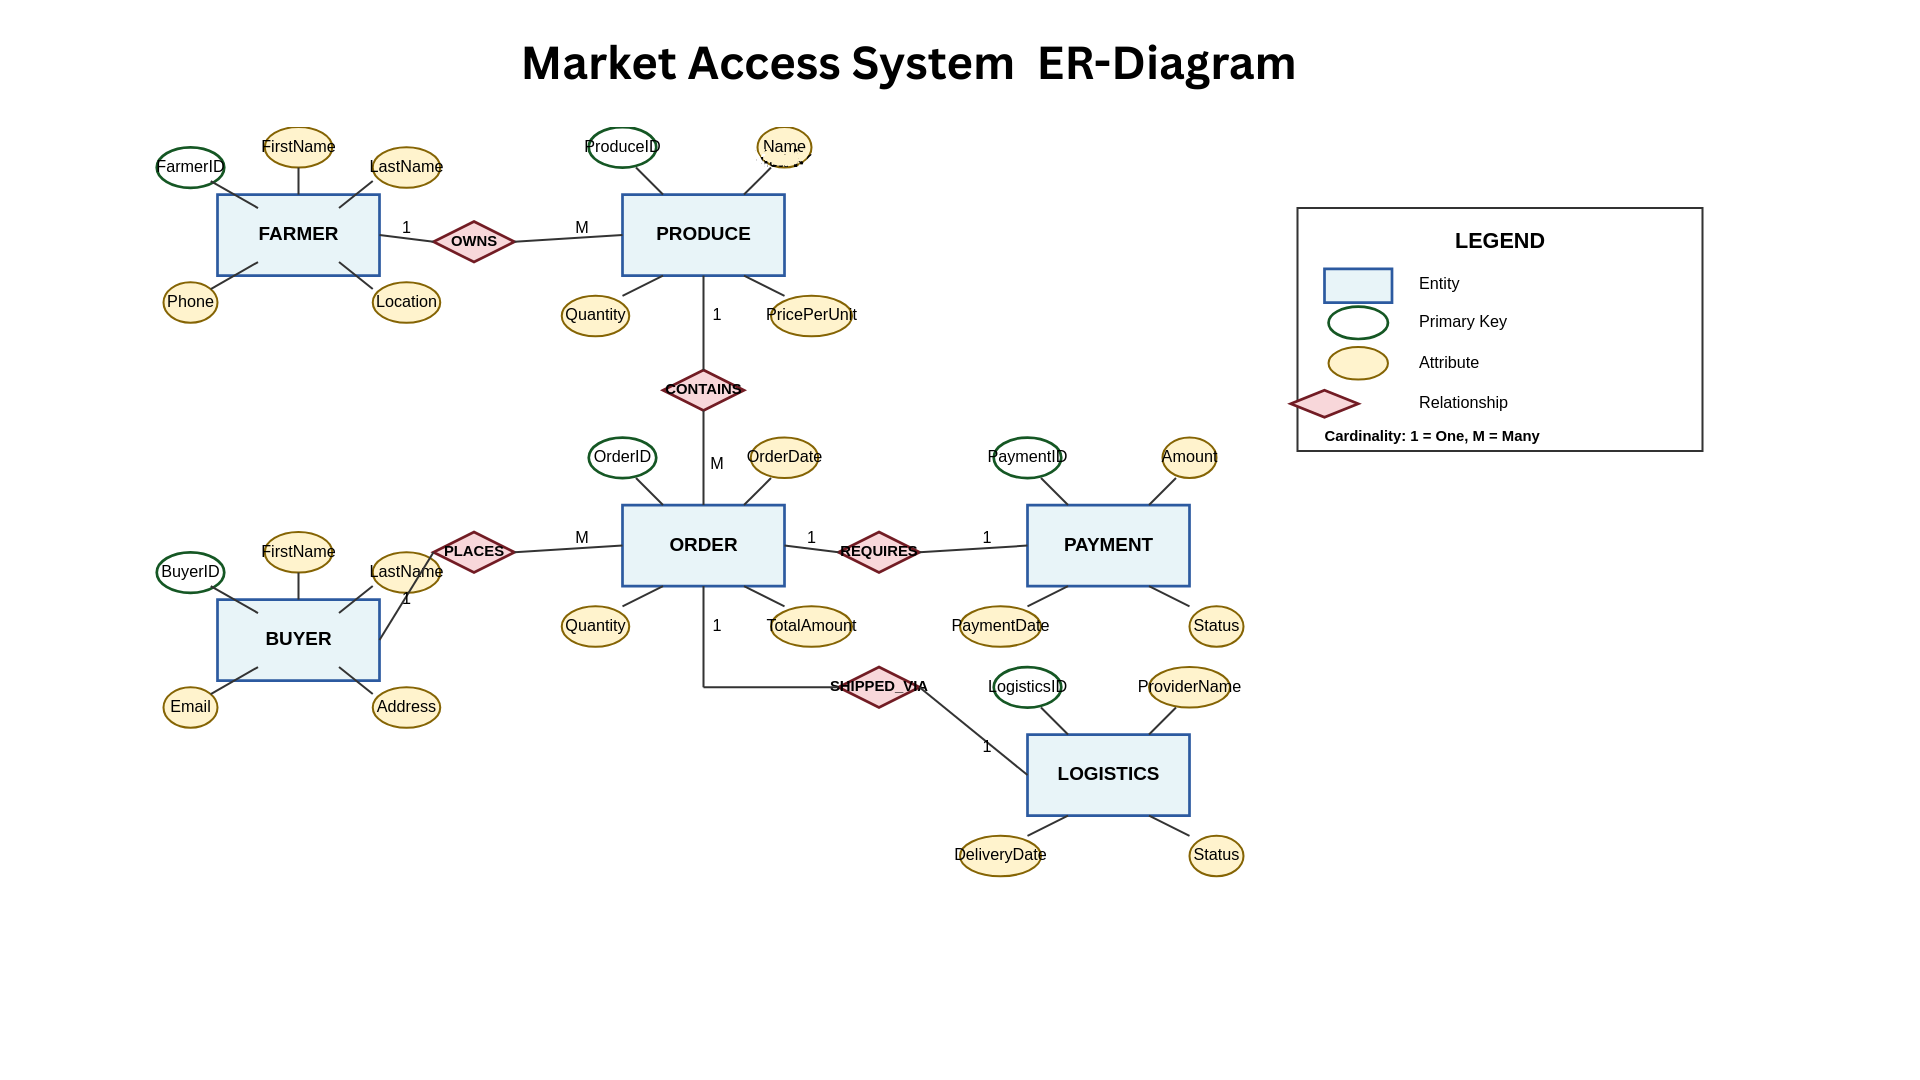 Market Access System  ER-Diagram
FarmerID
FirstName
LastName
FARMER
Phone
Location
1
OWNS
M
ProduceID
Name
PRODUCE
Quantity
PricePerUnit
1
CONTAINS
M
OrderID
OrderDate
ORDER
Quantity
TotalAmount
BuyerID
FirstName
LastName
BUYER
Email
Address
1
PLACES
M
1
REQUIRES
1
PaymentID
Amount
PAYMENT
PaymentDate
Status
1
SHIPPED_VIA
1
LogisticsID
ProviderName
LOGISTICS
DeliveryDate
Status
LEGEND
Entity
Primary Key
Attribute
Relationship
Cardinality: 1 = One, M = Many